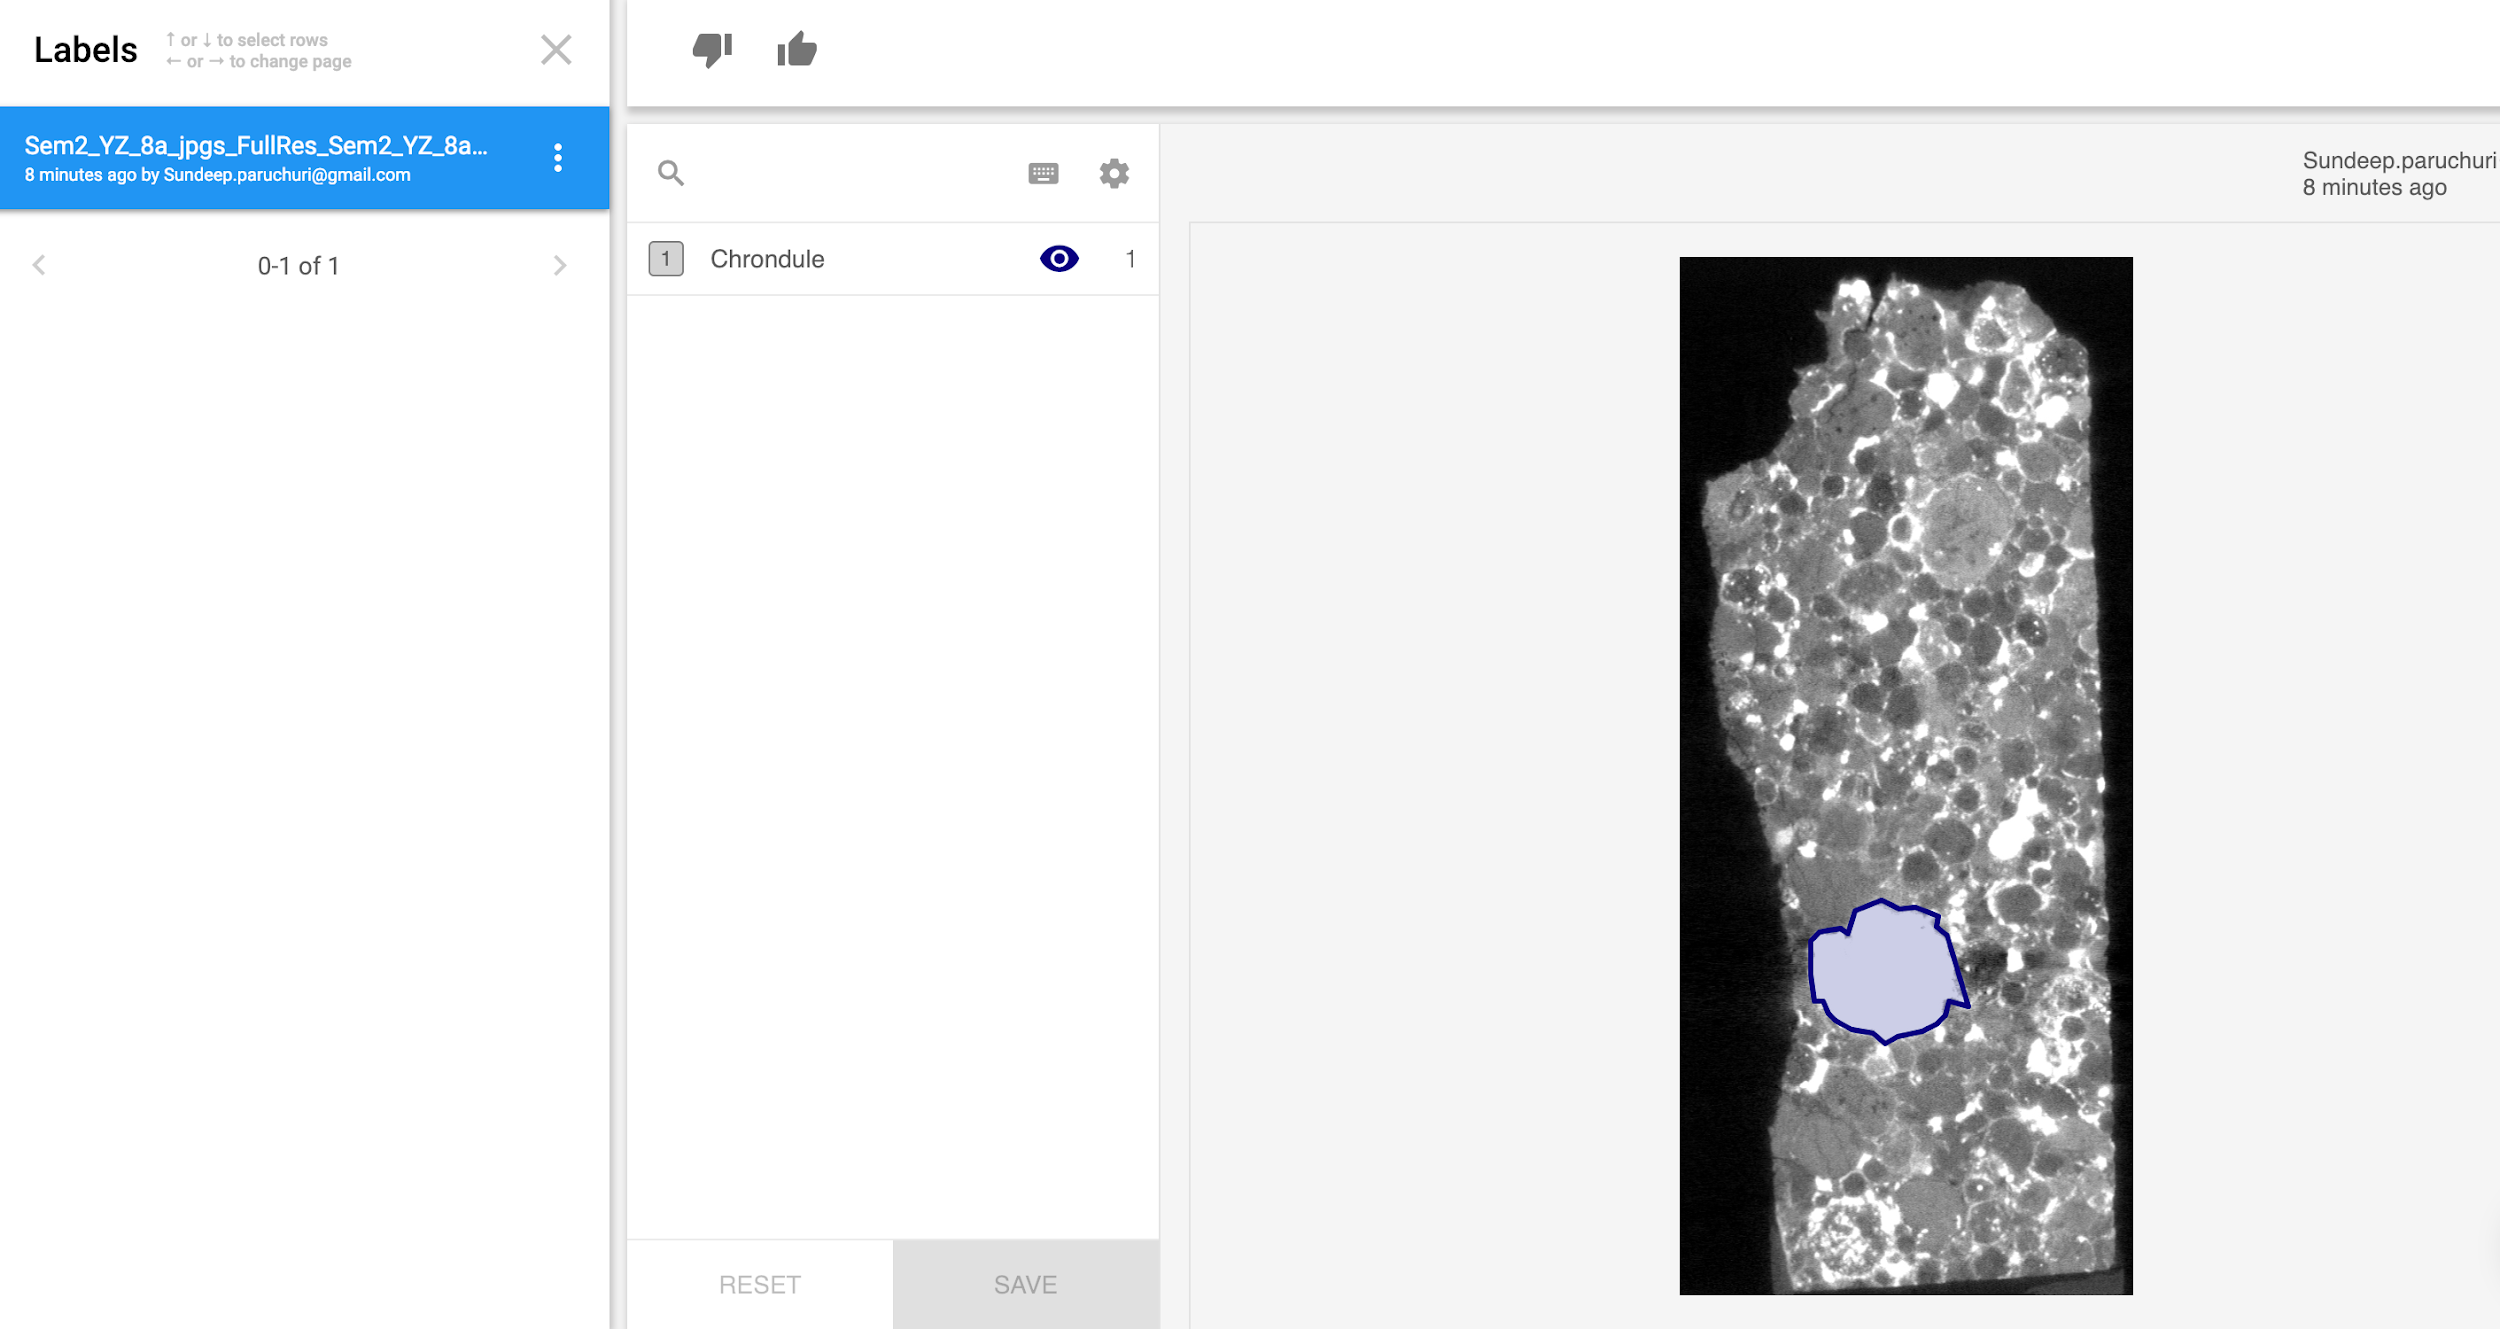 Labels
↑ or ↓ to select rows
← or → to change page
Sem2_YZ_8a_jpgs_FullRes_Sem2_YZ_8a...
8 minutes ago by Sundeep.paruchuri@gmail.com
0-1 of 1
1 Chrondule 1
RESET SAVE
Sundeep.paruchuri
8 minutes ago